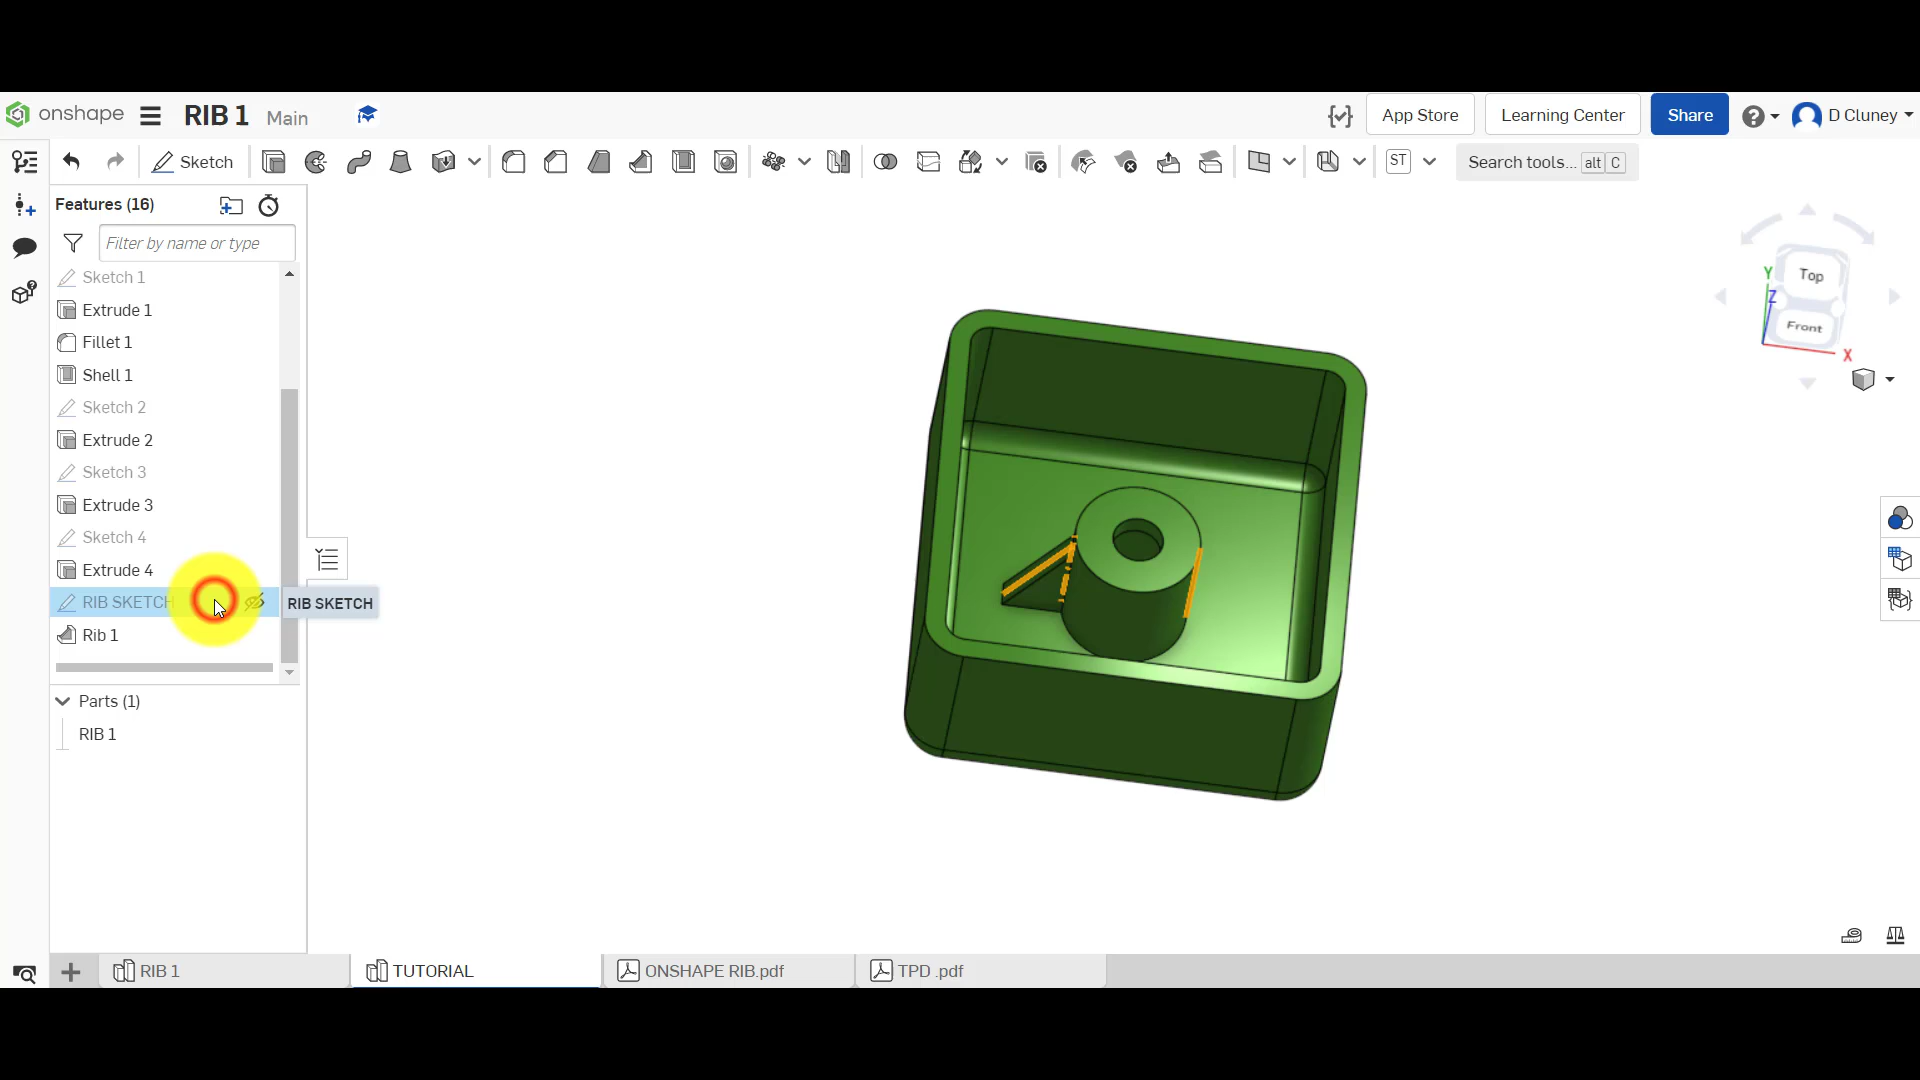 onshape RIB 1 Main App Store Learning Center Share D Cluney
Sketch ST Search tools... alt C
Features (16)
Filter by name or type
Sketch 1
Extrude 1
Fillet 1
Shell 1
Sketch 2
Extrude 2
Sketch 3
Extrude 3
Sketch 4
Extrude 4
RIB SKETCH RIB SKETCH
Rib 1
Parts (1)
RIB 1
Top
Front
Y
Z
X
RIB 1 TUTORIAL ONSHAPE RIB.pdf TPD .pdf